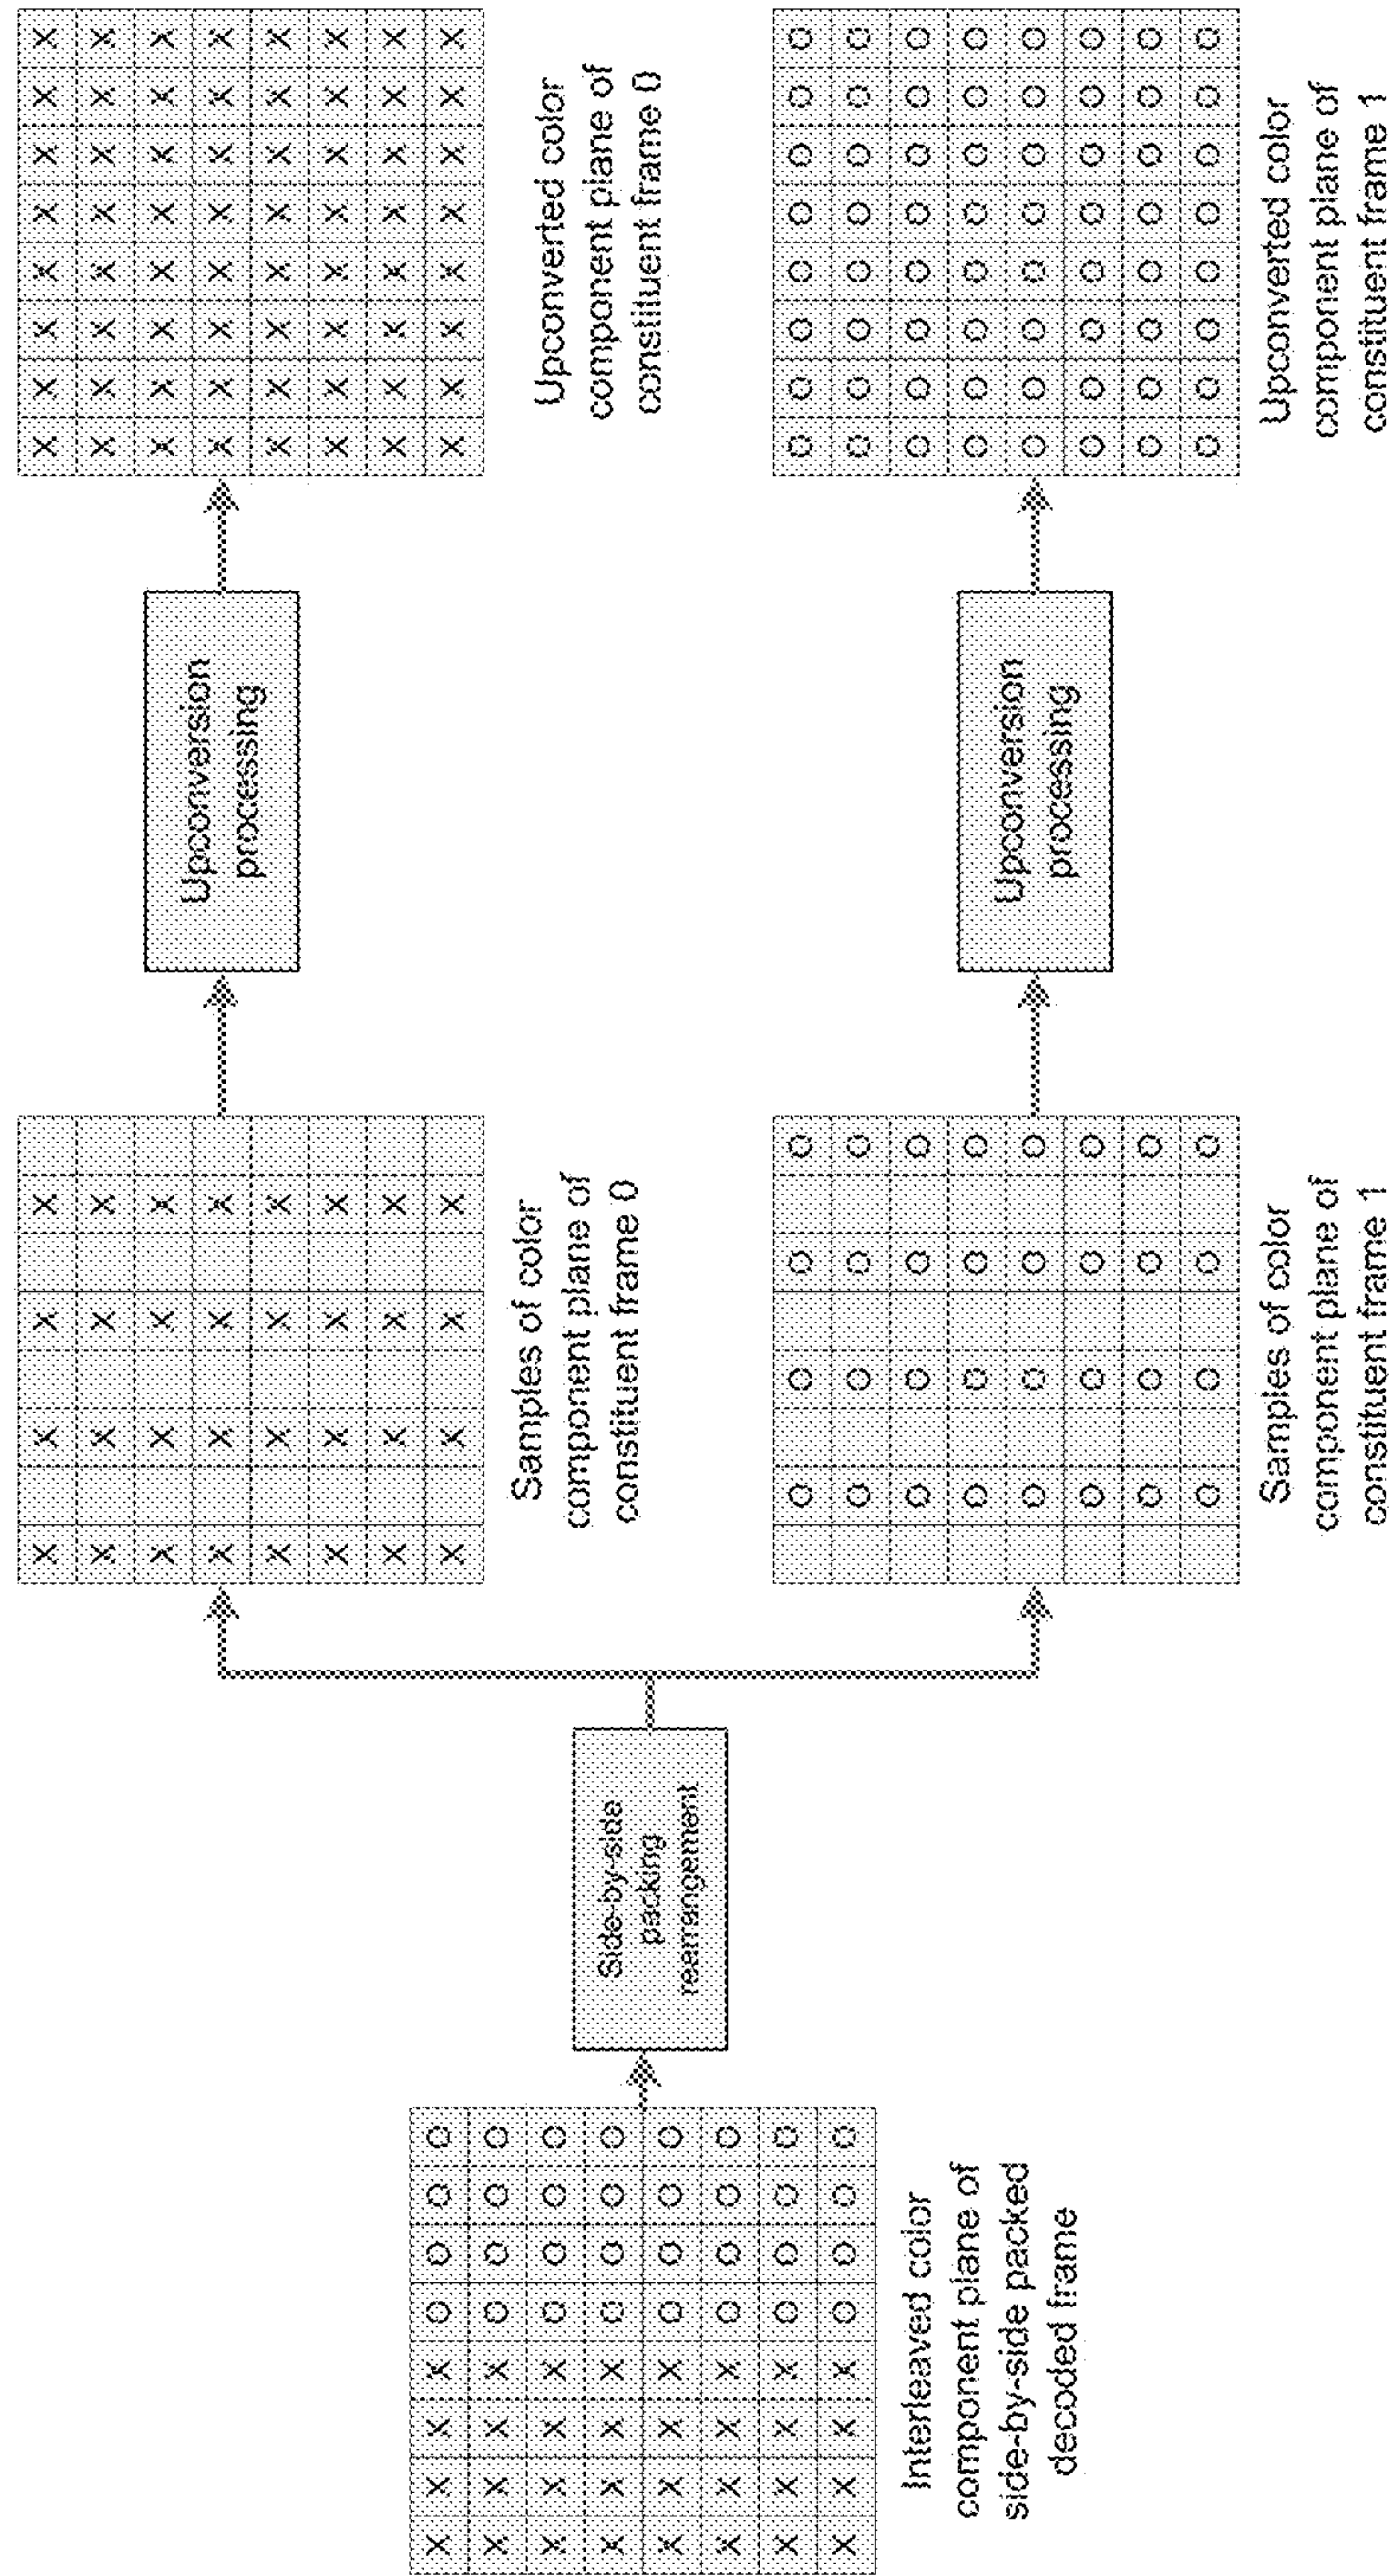 Interleaved color
component plane of
side-by-side packed
decoded frame
Side-by-side
packing
rearrangement
Samples of color
component plane of
constituent frame 0
Upconversion
processing
Upconverted color
component plane of
constituent frame 0
Samples of color
component plane of
constituent frame 1
Upconversion
processing
Upconverted color
component plane of
constituent frame 1